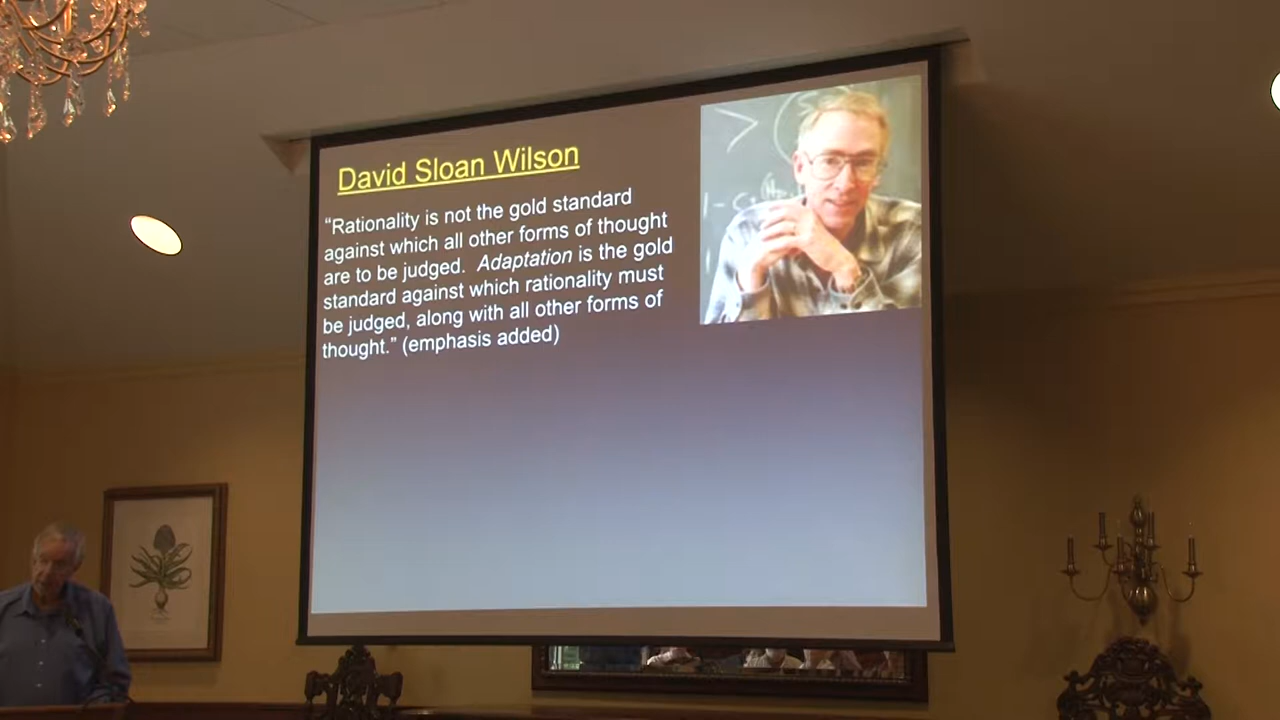 David Sloan Wilson
“Rationality is not the gold standard
against which all other forms of thought
are to be judged. Adaptation is the gold
standard against which rationality must
be judged, along with all other forms of
thought.” (emphasis added)